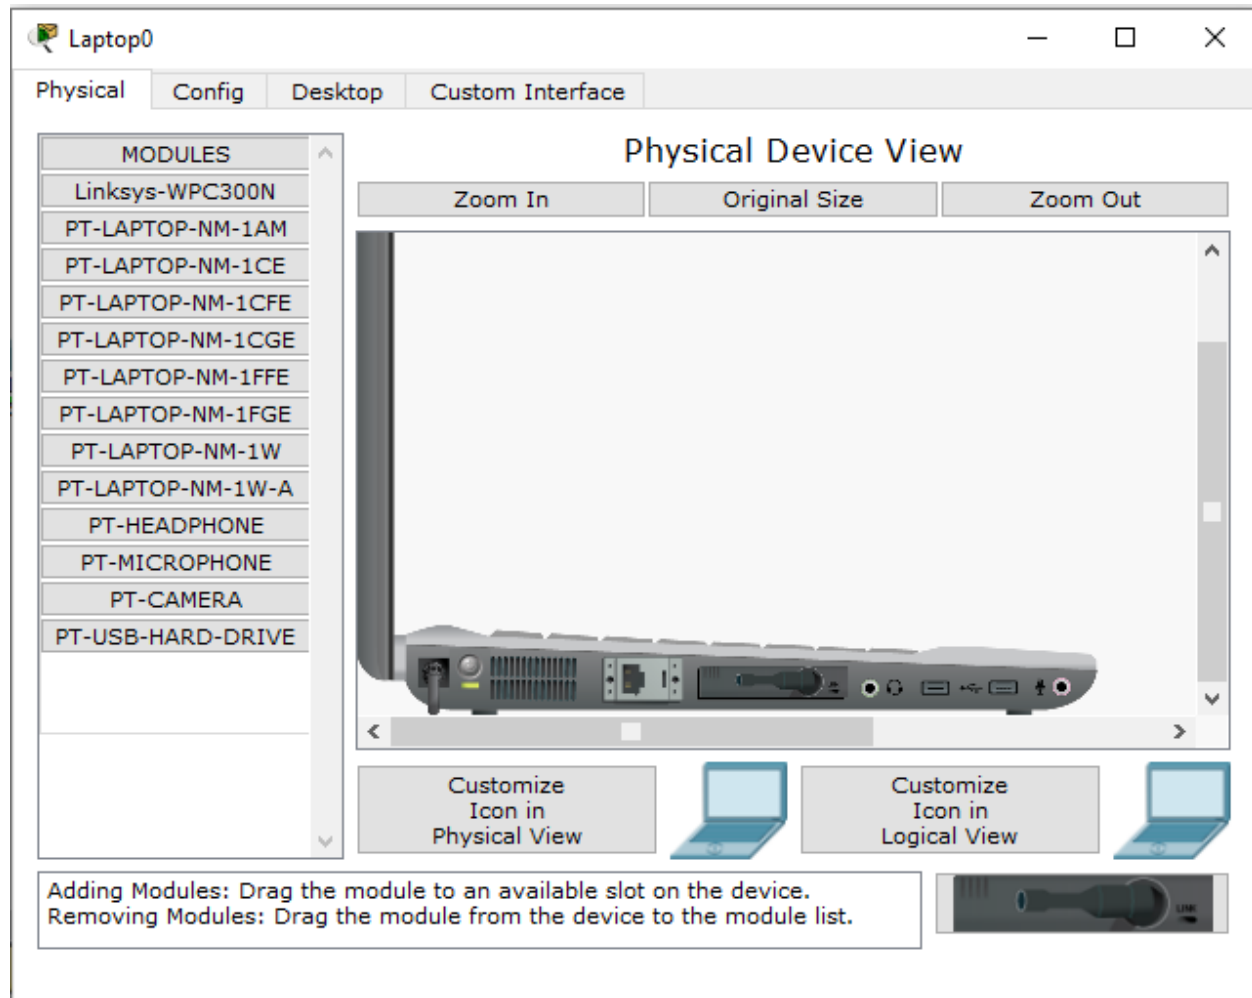 Laptop0
Physical
Config
Desktop
Custom Interface
MODULES
Linksys-WPC300N
PT-LAPTOP-NM-1AM
PT-LAPTOP-NM-1CE
PT-LAPTOP-NM-1CFE
PT-LAPTOP-NM-1CGE
PT-LAPTOP-NM-1FFE
PT-LAPTOP-NM-1FGE
PT-LAPTOP-NM-1W
PT-LAPTOP-NM-1W-A
PT-HEADPHONE
PT-MICROPHONE
PT-CAMERA
PT-USB-HARD-DRIVE
Physical Device View
Zoom In
Original Size
Zoom Out
Customize
Icon in
Physical View
Customize
Icon in
Logical View
Adding Modules: Drag the module to an available slot on the device.
Removing Modules: Drag the module from the device to the module list.
LINK